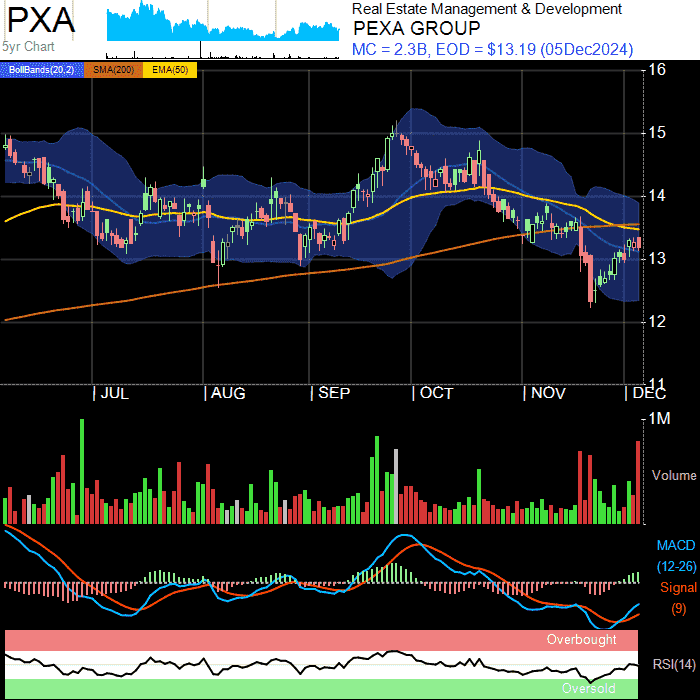 PXA
5yr Chart
Real Estate Management & Development
PEXA GROUP
MC = 2.3B, EOD = $13.19 (05Dec2024)
BollBands(20,2) SMA(200) EMA(50)
16
15
14
13
12
11
JUL AUG SEP OCT NOV DEC
1M
Volume
MACD
(12-26)
Signal
(9)
Overbought
RSI(14)
Oversold